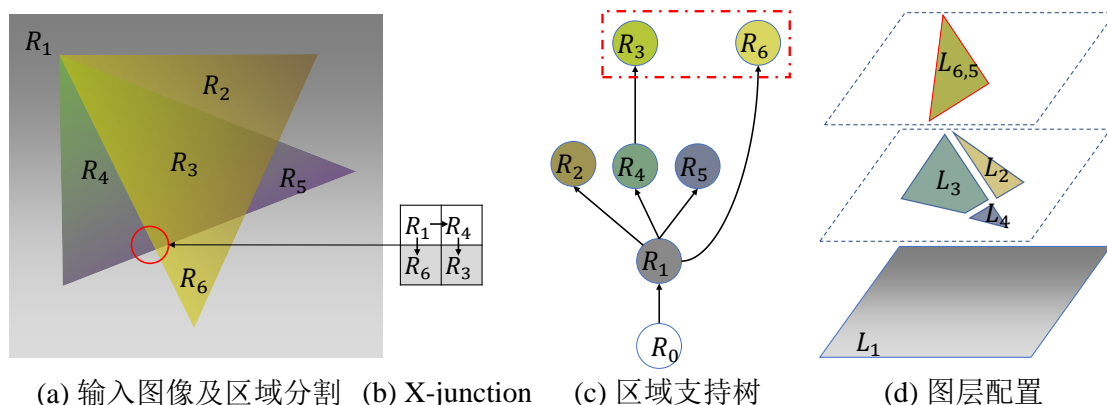 R1
R2
R3
R4
R5
R6
R1 R4
R6 R3
R3 R6
R2 R4 R5
R1
R0
L6,5
L3 L2
L4
L1
(a) 输入图像及区域分割 (b) X-junction (c) 区域支持树 (d) 图层配置